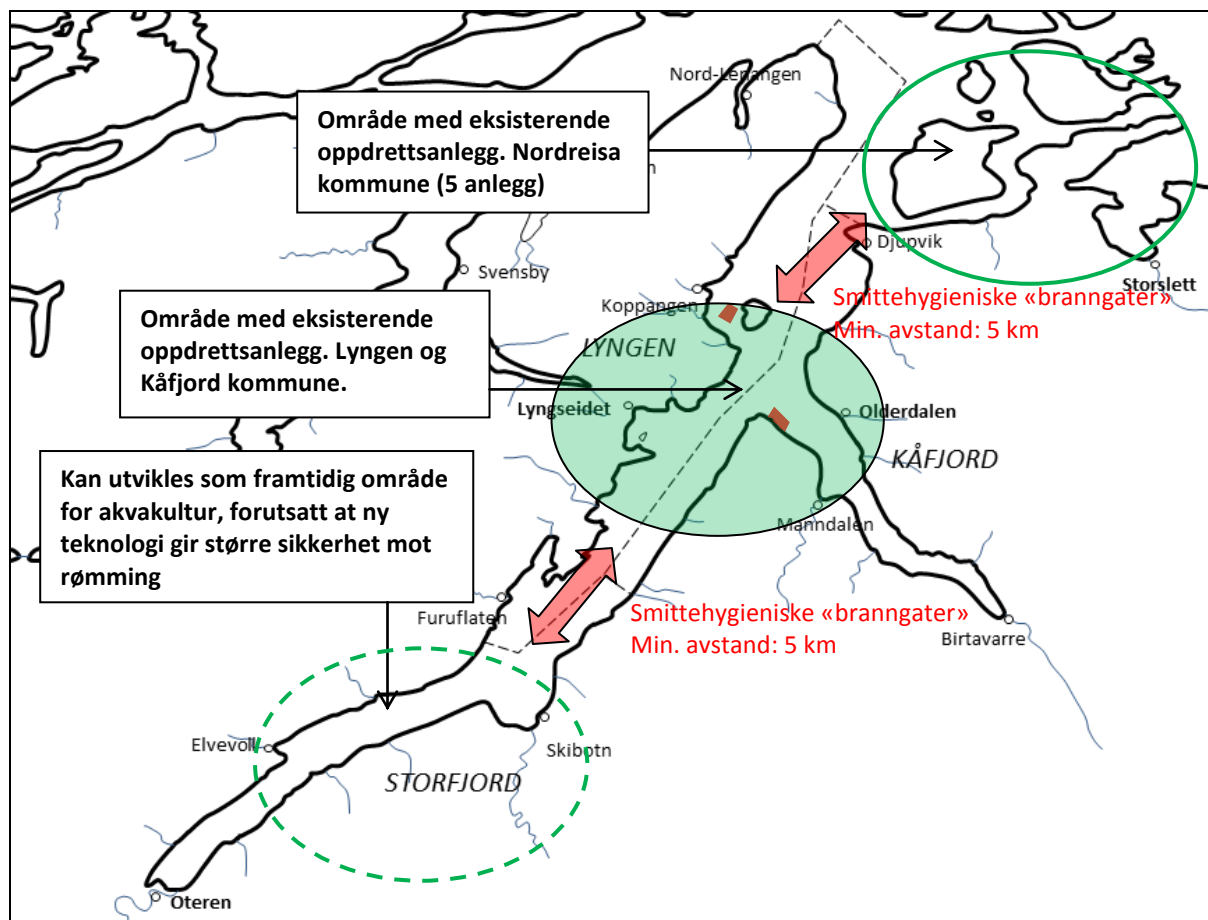 Nord-Lenangen
Område med eksisterende
oppdrettsanlegg. Nordreisa
kommune (5 anlegg)
n
Djupvik
Svensby
Storslett
Koppangen
Smittehygieniske «branngater»
Min. avstand: 5 km
Område med eksisterende
oppdrettsanlegg. Lyngen og
Kåfjord kommune.
LYNGEN
Lyngseidet
Olderdalen
KÅFJORD
Kan utvikles som framtidig område
for akvakultur, forutsatt at ny
teknologi gir større sikkerhet mot
rømming
Manndalen
Furuflaten
Smittehygieniske «branngater»
Min. avstand: 5 km
Birtavarre
Elvevoll
Skibotn
STORFJORD
Oteren